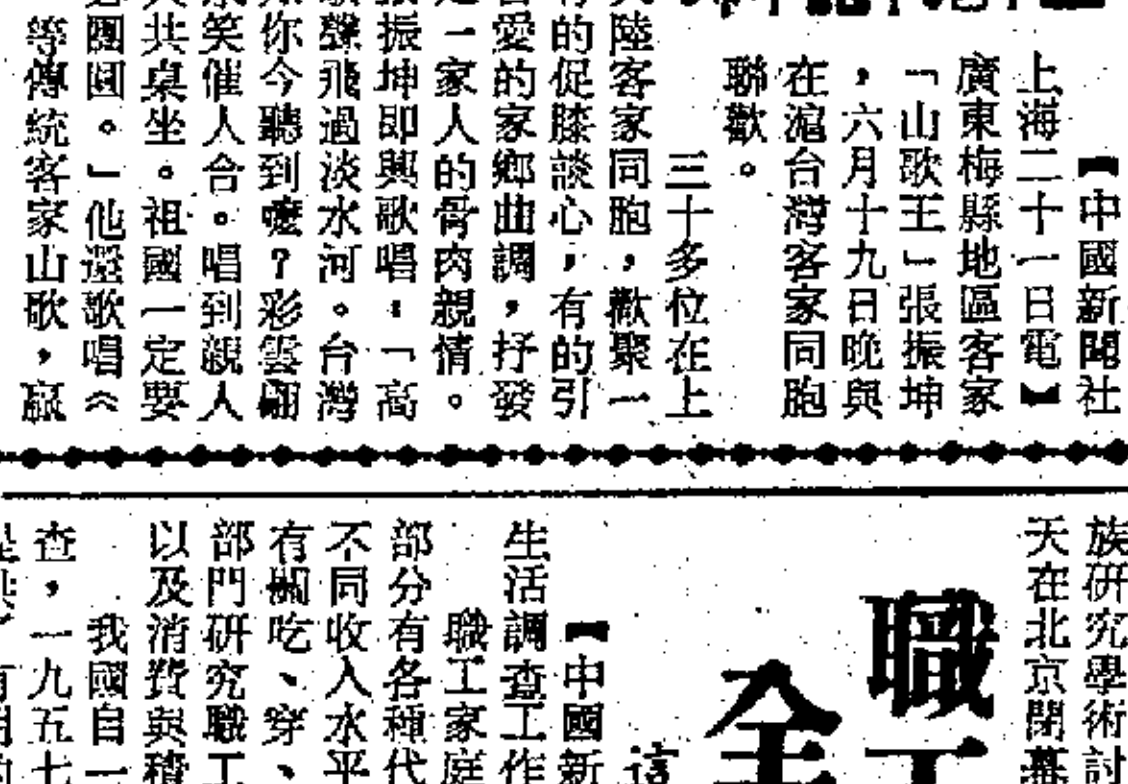 【中國新聞社
上海二十一日電】
廣東梅縣地區客家
「山歌王」張振坤
，六月十九日晚與
在滬台灣客家同胞
聯歡。
三十多位在上
陸客家同胞，歡聚一
的促膝談心，有的引
愛的家鄉曲調，抒發
一家人的骨肉親情。
振坤即興歌唱：「高
聲飛過淡水河。台灣
你今聽到嚒？彩雲翩
笑催人合。唱到親人
共桌坐。祖國一定要
團圓。」他還歌唱《
等傳統客家山歌，贏
族研究學術討
天在北京閉幕
職工
全
這
【中國新
生活調查工作
職工家庭
部分有各種代
不同收入水平
有關吃、穿、
部門研究職工
以及消費與積
我國自一
查，一九五七